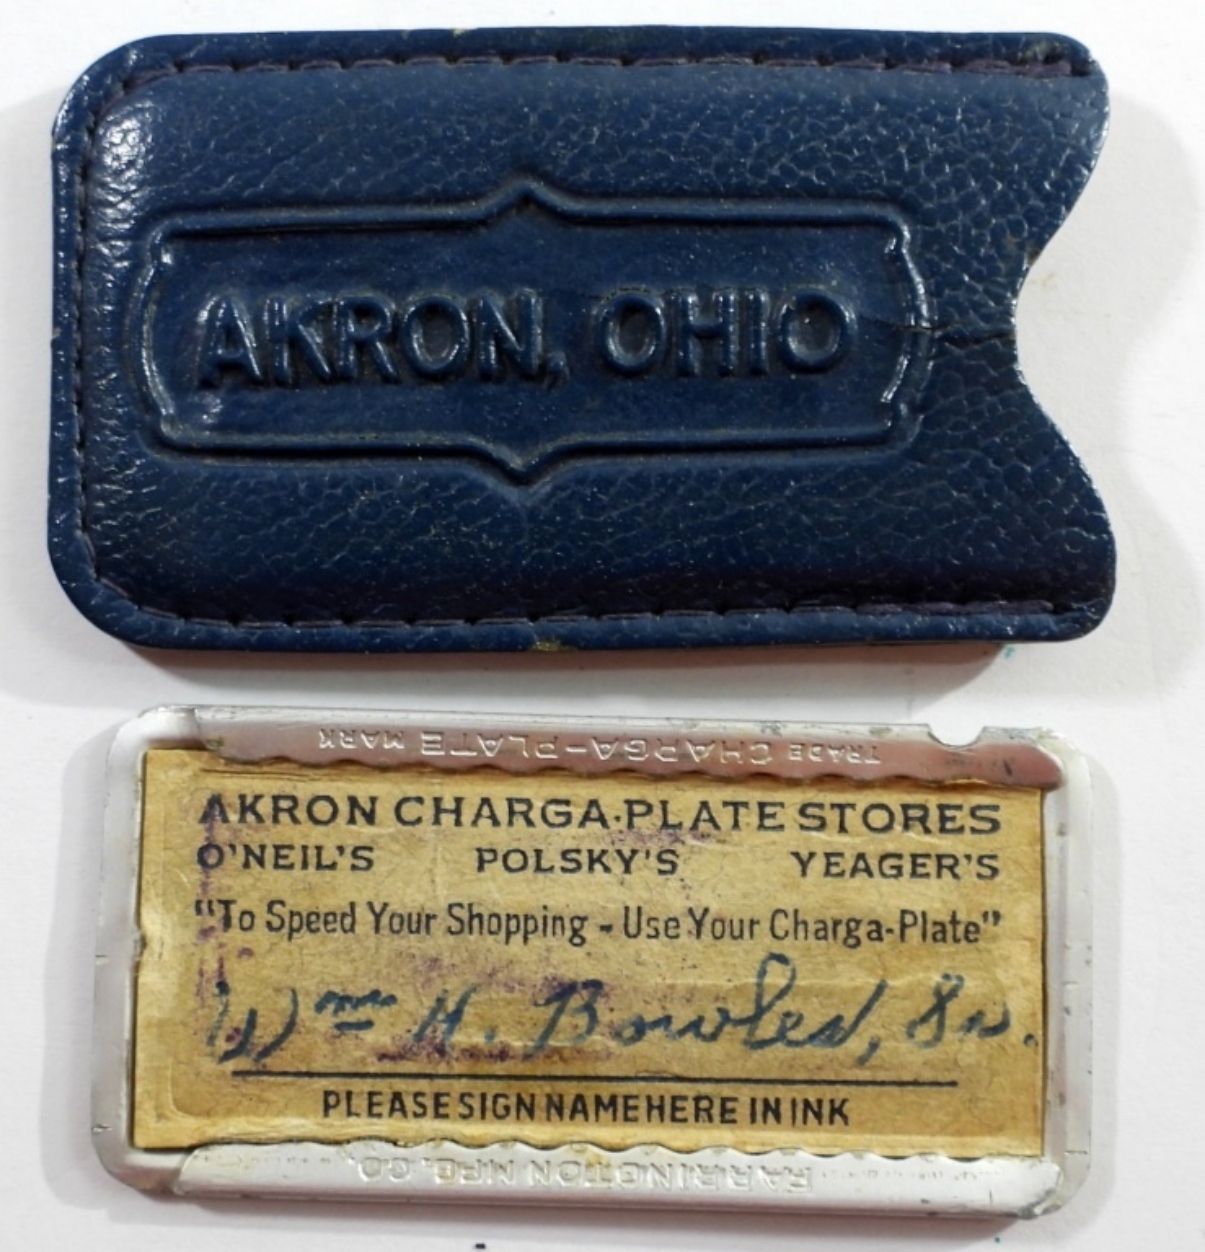 AKRON, OHIO
TRADE CHARGA-PLATE MARK
AKRON CHARGA-PLATE STORES
O'NEIL'S POLSKY'S YEAGER'S
"To Speed Your Shopping - Use Your Charga-Plate"
Wm H. Bowles, Sr.
PLEASE SIGN NAME HERE IN INK
FARRINGTON MFG. CO.